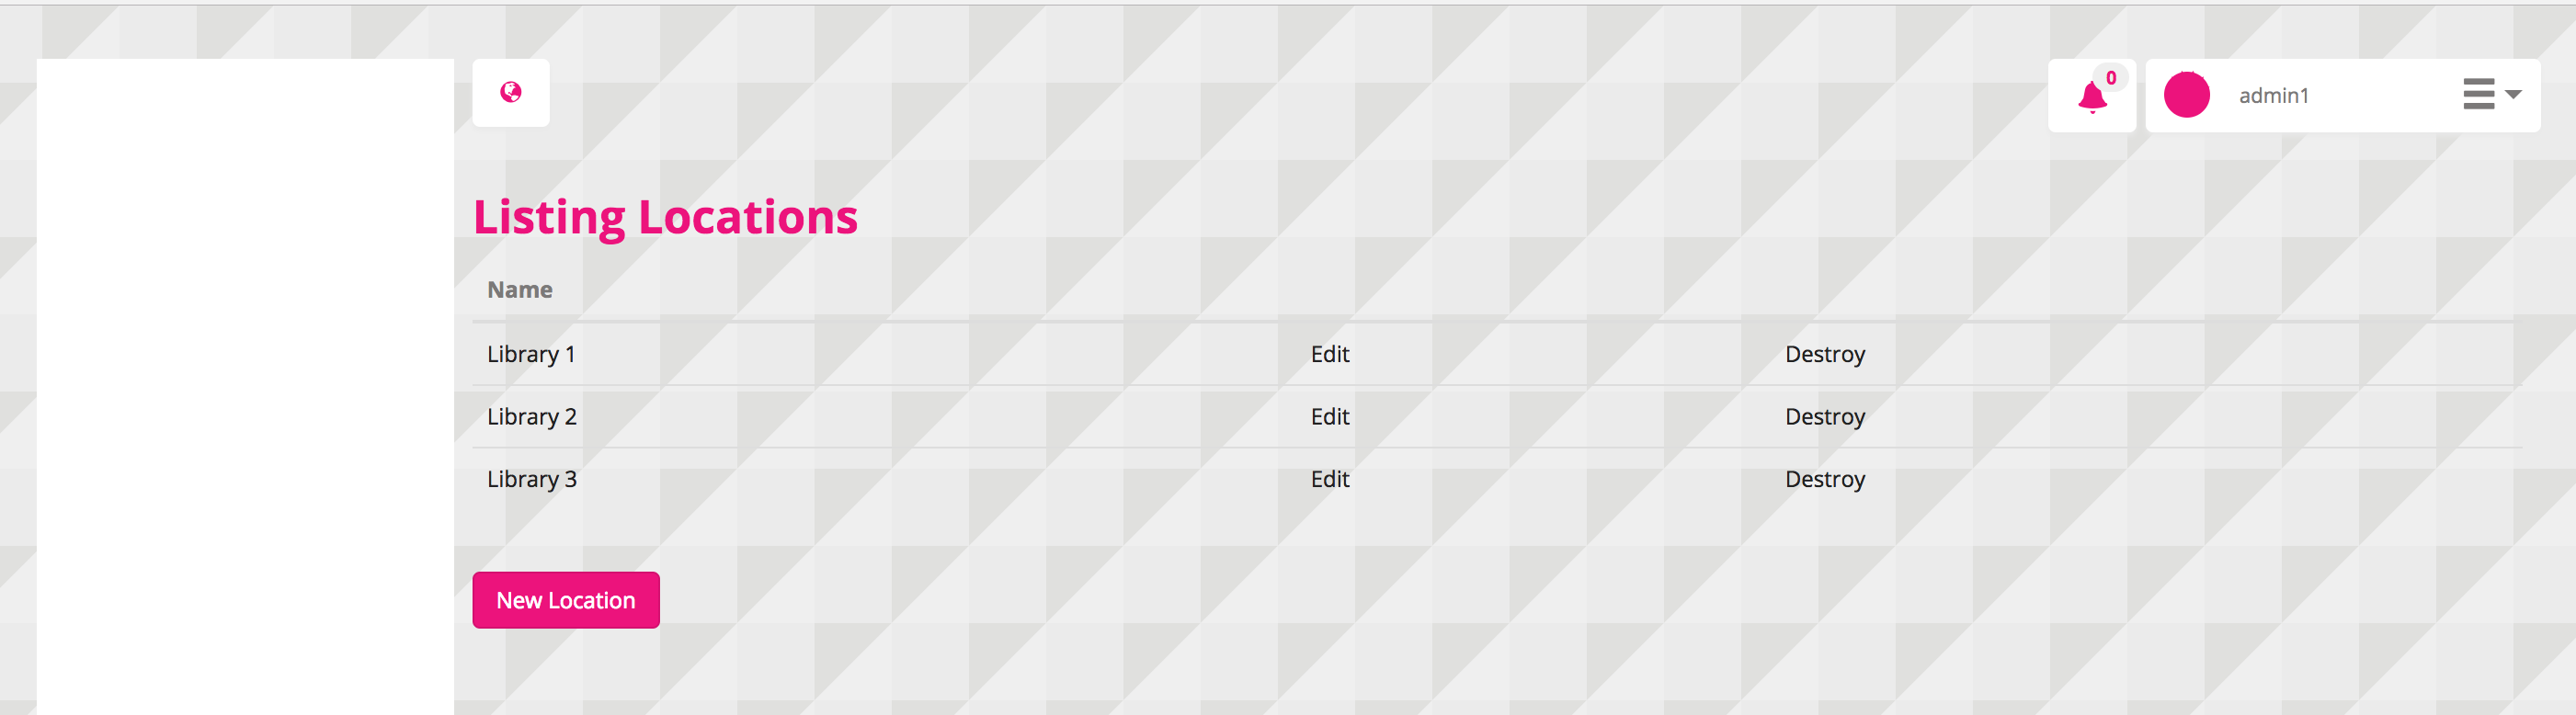 0
admin1
Listing Locations
Name
Library 1 Edit Destroy
Library 2 Edit Destroy
Library 3 Edit Destroy
New Location